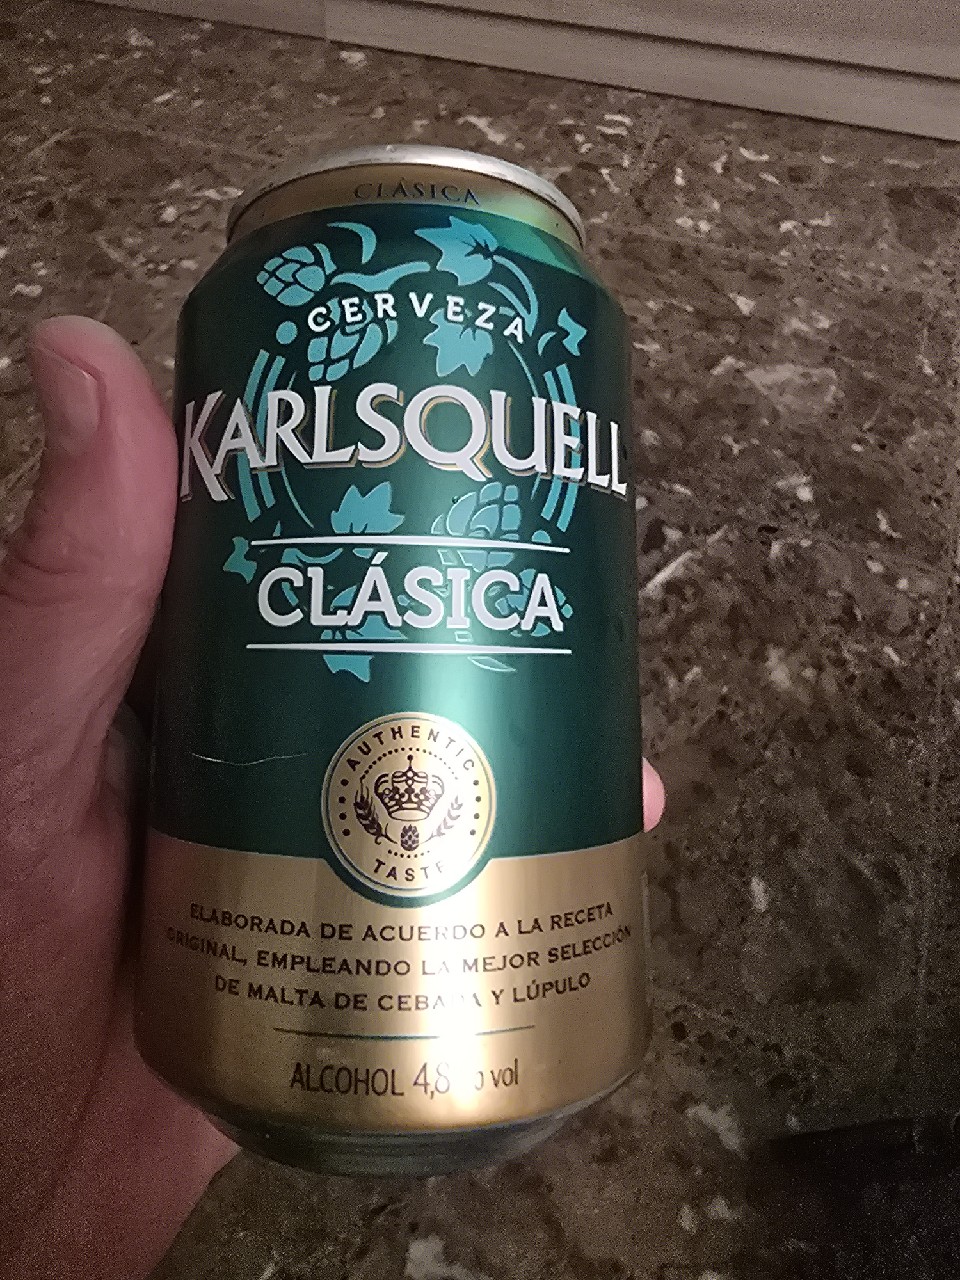 CLÁSICA
CERVEZA
KARLSQUELL
CLÁSICA
AUTHENTIC
TASTE
ELABORADA DE ACUERDO A LA RECETA
ORIGINAL, EMPLEANDO LA MEJOR SELECCIÓN
DE MALTA DE CEBADA Y LÚPULO
ALCOHOL 4,8 % vol